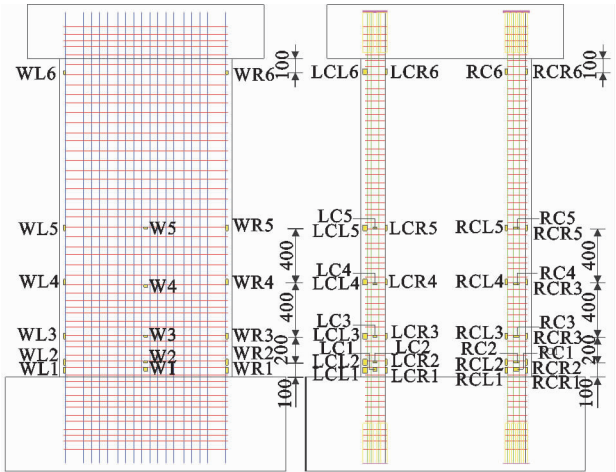 WL6
WR6
100
WL5
W5
WR5
WL4
W4
WR4
400
400
WL3
W3
WR3
WL2
W2
WR2
WL1
W1
WR1
200
100
LCL6
LCR6
RC6
RCR6
100
LC5
LCL5
LCR5
RCL5
RC5
RCR5
LC4
LCL4
LCR4
RCL4
RC4
RCR3
400
400
LC3
LCL3
LCR3
RCL3
RC3
RCR3
LC1
LC2
RC2
RC1
LCL2
LCR2
RCL2
RCR2
LCL1
LCR1
RCL1
RCR1
200
100